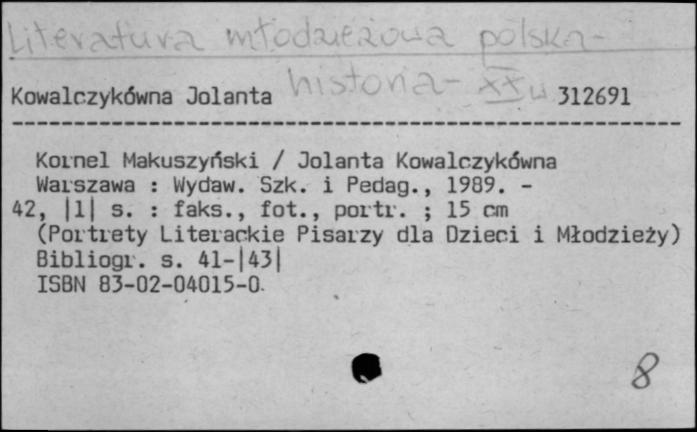 Literatura młodzieżowa polska-
historia- XX w
Kowalczykówna Jolanta 312691
Kornel Makuszyński / Jolanta Kowalczykówna
Warszawa : Wydaw. Szk. i Pedag., 1989. -
42, |1| s. : faks., fot., portr. ; 15 cm
(Portrety Literackie Pisarzy dla Dzieci i Młodzieży)
Bibliogr. s. 41-|43|
ISBN 83-02-04015-0.
8